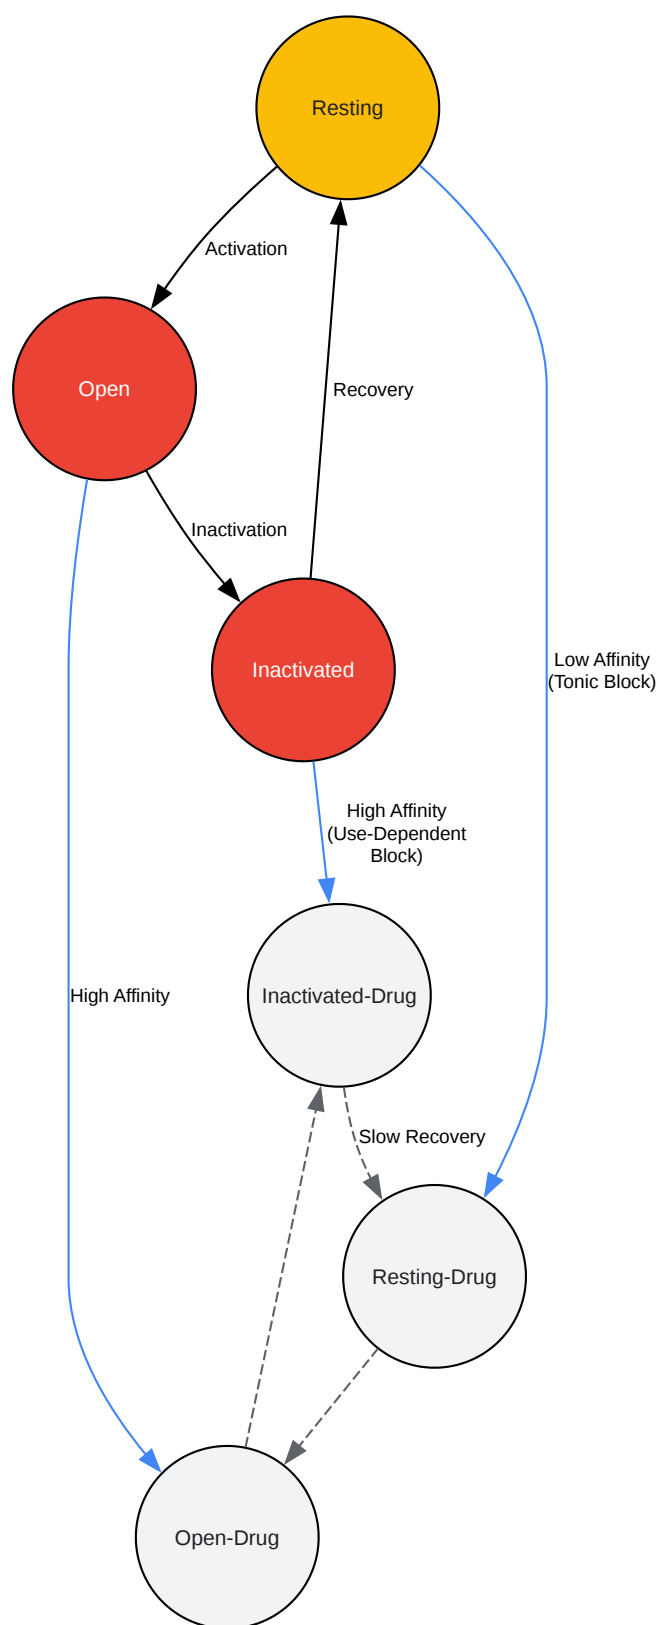 Resting
Activation
Open
Recovery
Inactivation
Low Affinity
(Tonic Block)
Inactivated
High Affinity
(Use-Dependent
Block)
High Affinity
Inactivated-Drug
Slow Recovery
Resting-Drug
Open-Drug